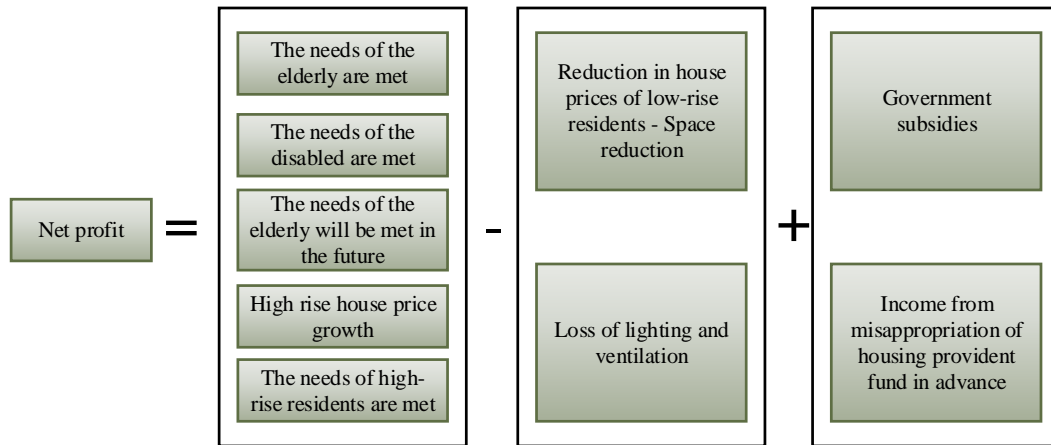 Net profit
=
The needs of the
elderly are met
The needs of the
disabled are met
The needs of the
elderly will be met in
the future
High rise house price
growth
The needs of high-
rise residents are met
-
Reduction in house
prices of low-rise
residents - Space
reduction
Loss of lighting and
ventilation
+
Government
subsidies
Income from
misappropriation of
housing provident
fund in advance